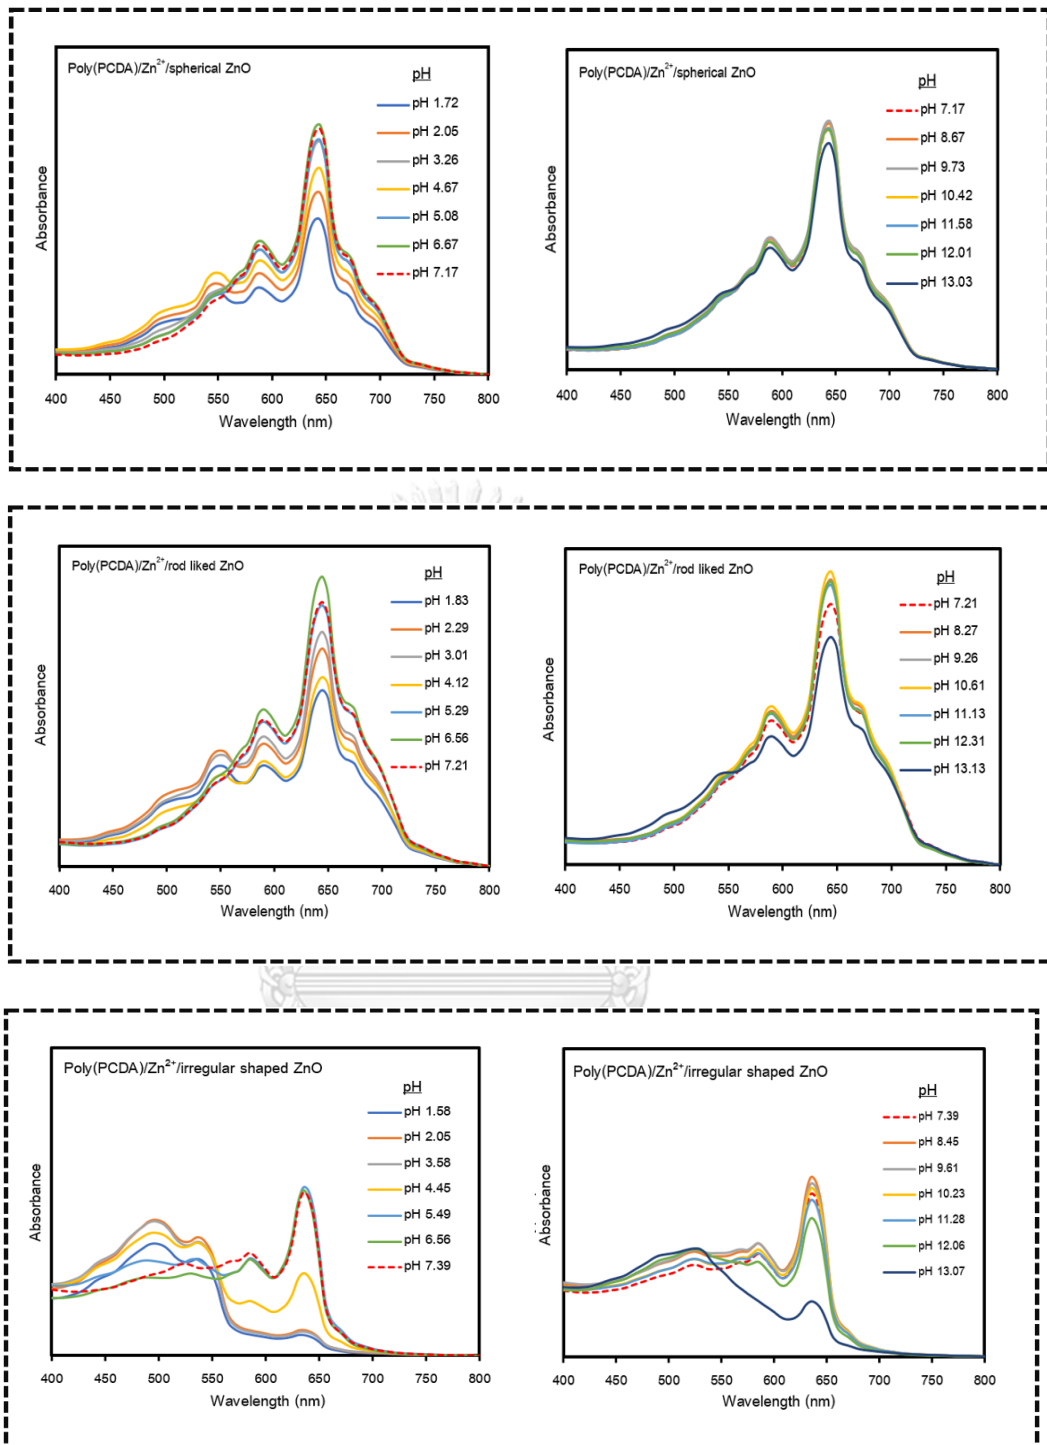 Poly(PCDA)/Zn2+/spherical ZnO
pH
pH 1.72
pH 2.05
pH 3.26
pH 4.67
pH 5.08
pH 6.67
pH 7.17
Absorbance
400 450 500 550 600 650 700 750 800
Wavelength (nm)
Poly(PCDA)/Zn2+/spherical ZnO
pH
pH 7.17
pH 8.67
pH 9.73
pH 10.42
pH 11.58
pH 12.01
pH 13.03
Absorbance
400 450 500 550 600 650 700 750 800
Wavelength (nm)
Poly(PCDA)/Zn2+/rod liked ZnO
pH
pH 1.83
pH 2.29
pH 3.01
pH 4.12
pH 5.29
pH 6.56
pH 7.21
Absorbance
400 450 500 550 600 650 700 750 800
Wavelength (nm)
Poly(PCDA)/Zn2+/rod liked ZnO
pH
pH 7.21
pH 8.27
pH 9.26
pH 10.61
pH 11.13
pH 12.31
pH 13.13
Absorbance
400 450 500 550 600 650 700 750 800
Wavelength (nm)
Poly(PCDA)/Zn2+/irregular shaped ZnO
pH
pH 1.58
pH 2.05
pH 3.58
pH 4.45
pH 5.49
pH 6.56
pH 7.39
Absorbance
400 450 500 550 600 650 700 750 800
Wavelength (nm)
Poly(PCDA)/Zn2+/irregular shaped ZnO
pH
pH 7.39
pH 8.45
pH 9.61
pH 10.23
pH 11.28
pH 12.06
pH 13.07
Absorbance
400 450 500 550 600 650 700 750 800
Wavelength (nm)